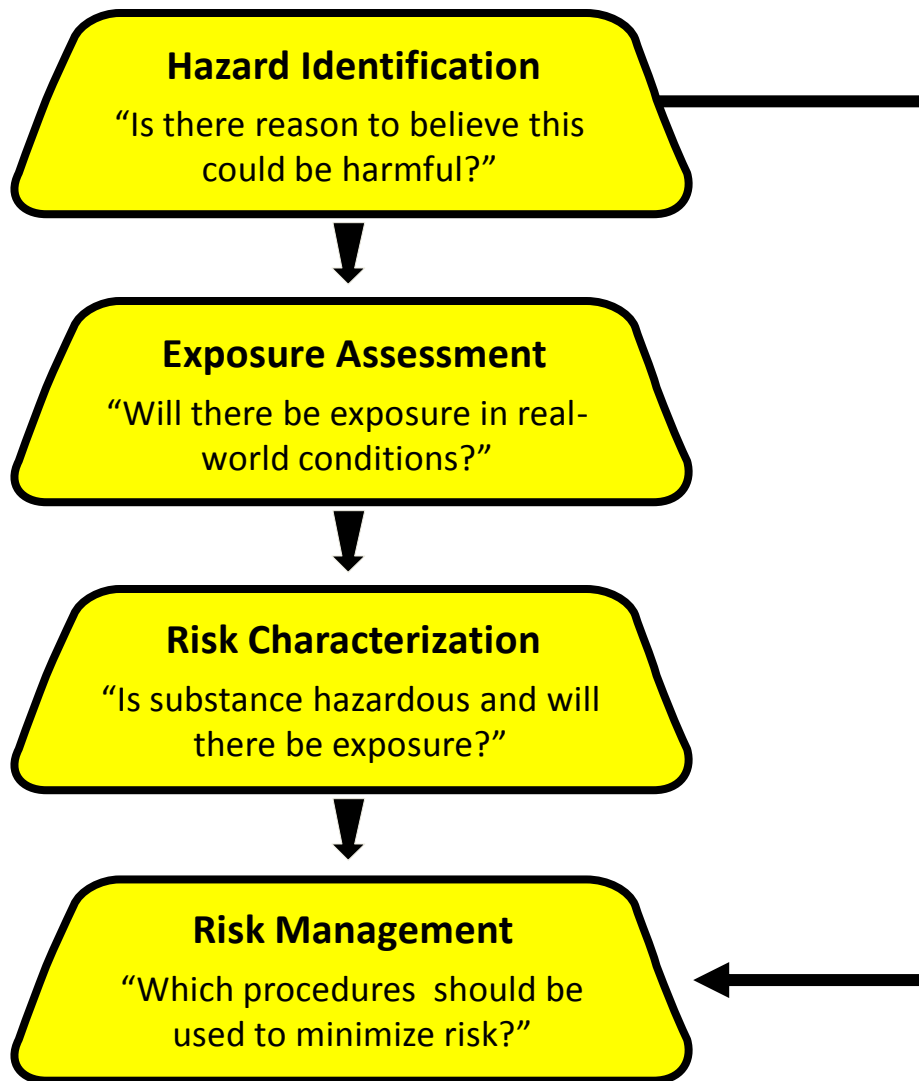 Hazard Identification
“Is there reason to believe this
could be harmful?”
Exposure Assessment
“Will there be exposure in real-
world conditions?”
Risk Characterization
“Is substance hazardous and will
there be exposure?”
Risk Management
“Which procedures  should be
used to minimize risk?”